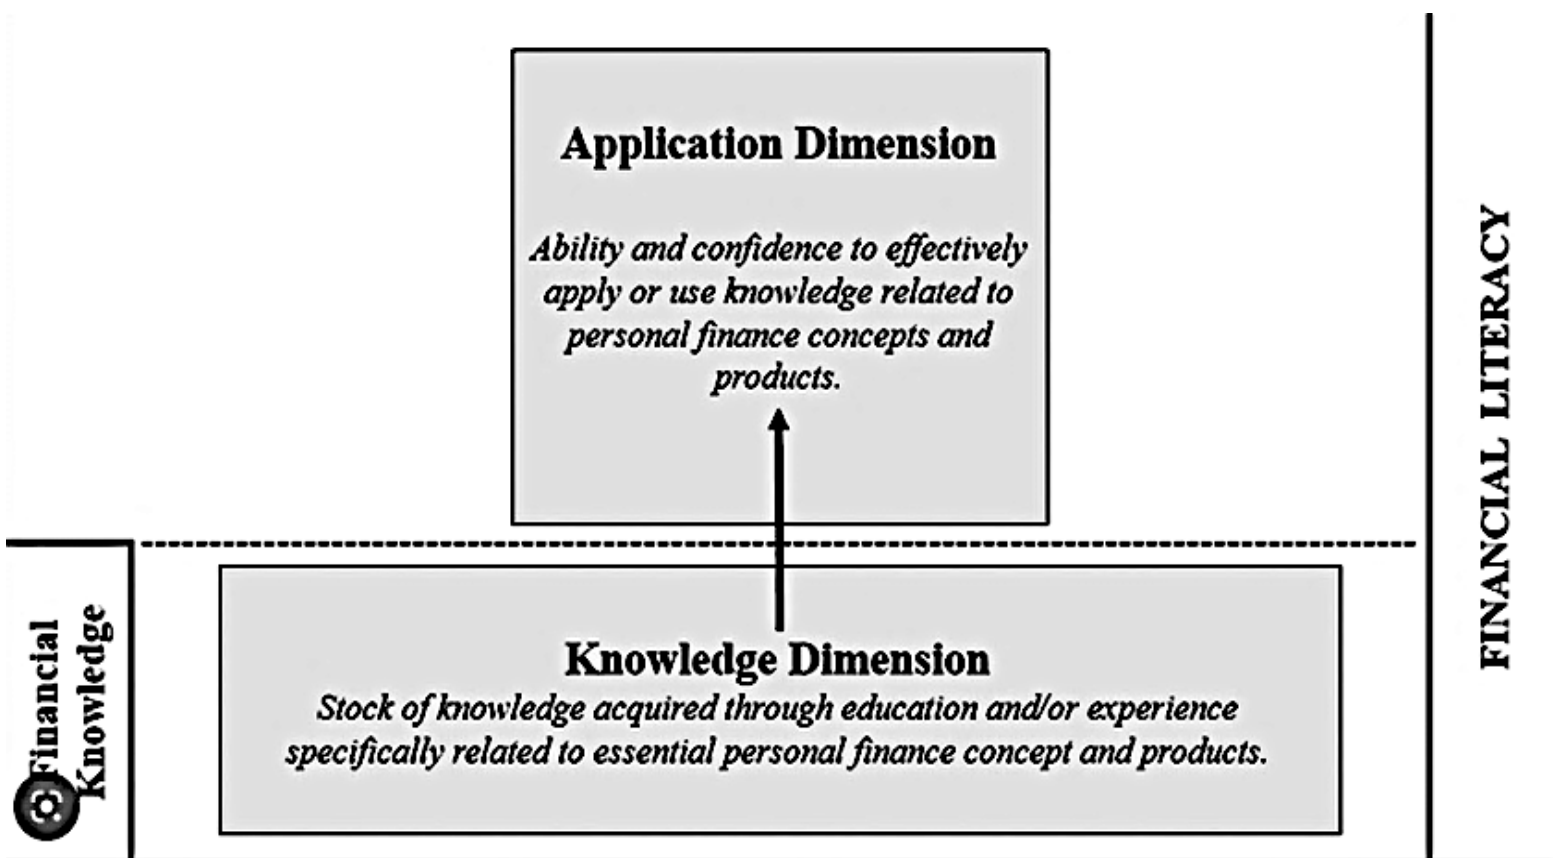 Application Dimension
Ability and confidence to effectively
apply or use knowledge related to
personal finance concepts and
products.
Financial
Knowledge
Knowledge Dimension
Stock of knowledge acquired through education and/or experience
specifically related to essential personal finance concept and products.
FINANCIAL LITERACY